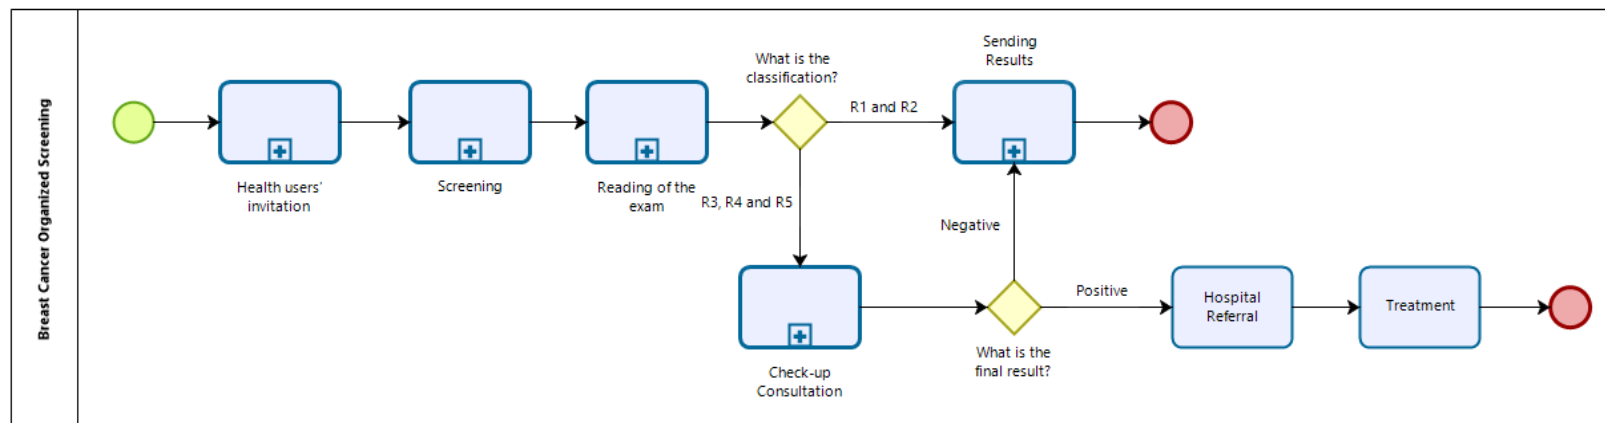 Breast Cancer Organized Screening
Health users'
invitation
Screening
Reading of the
exam
What is the
classification?
R1 and R2
R3, R4 and R5
Sending
Results
Check-up
Consultation
Negative
What is the
final result?
Positive
Hospital
Referral
Treatment